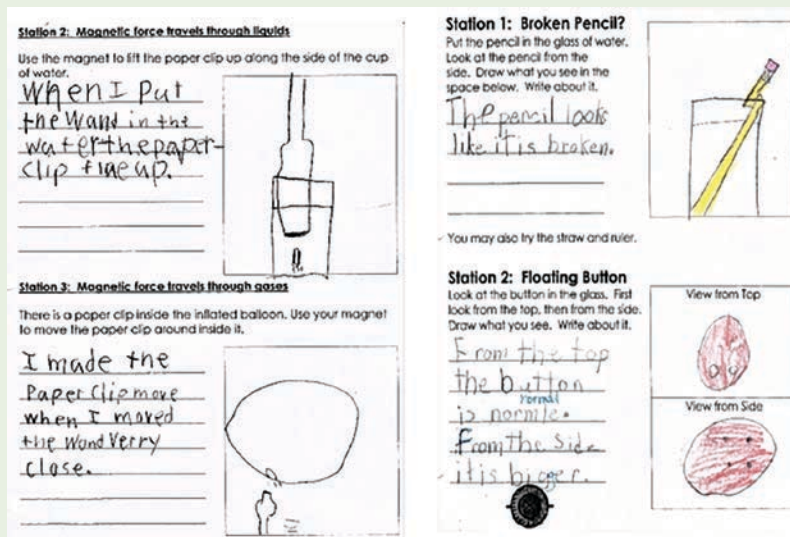 Station 2: Magnetic force travels through liquids
Use the magnet to lift the paper clip up along the side of the cup
of water.
When I Put
the Wand in the
water the paper
clip flue up.
Station 3: Magnetic force travels through gases
There is a paper clip inside the inflated balloon. Use your magnet
to move the paper clip around inside it.
I made the
Paper Clip move
when I moved
the Wand Verry
close.
Station 1: Broken Pencil?
Put the pencil in the glass of water.
Look at the pencil from the
side. Draw what you see in the
space below. Write about it.
The pencil looks
like it is broken.
You may also try the straw and ruler.
Station 2: Floating Button
Look at the button in the glass. First
look from the top, then from the side.
Draw what you see. Write about it.
From the top
the button
normal
is normle.
From the Side
it is bigger.
View from Top
View from Side